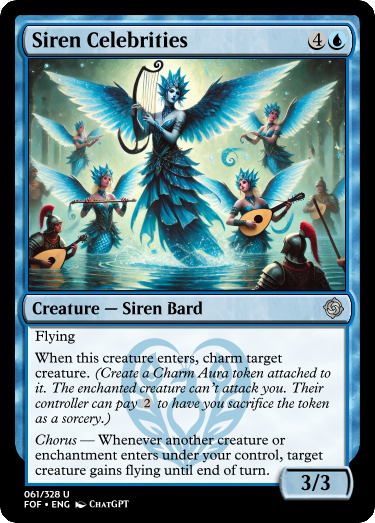 Siren Celebrities 4
Creature — Siren Bard
Flying
When this creature enters, charm target
creature. (Create a Charm Aura token attached to
it. The enchanted creature can't attack you. Their
controller can pay 2 to have you sacrifice the token
as a sorcery.)
Chorus — Whenever another creature or
enchantment enters under your control, target
creature gains flying until end of turn.
3/3
061/328 U
FOF • ENG ChatGPT